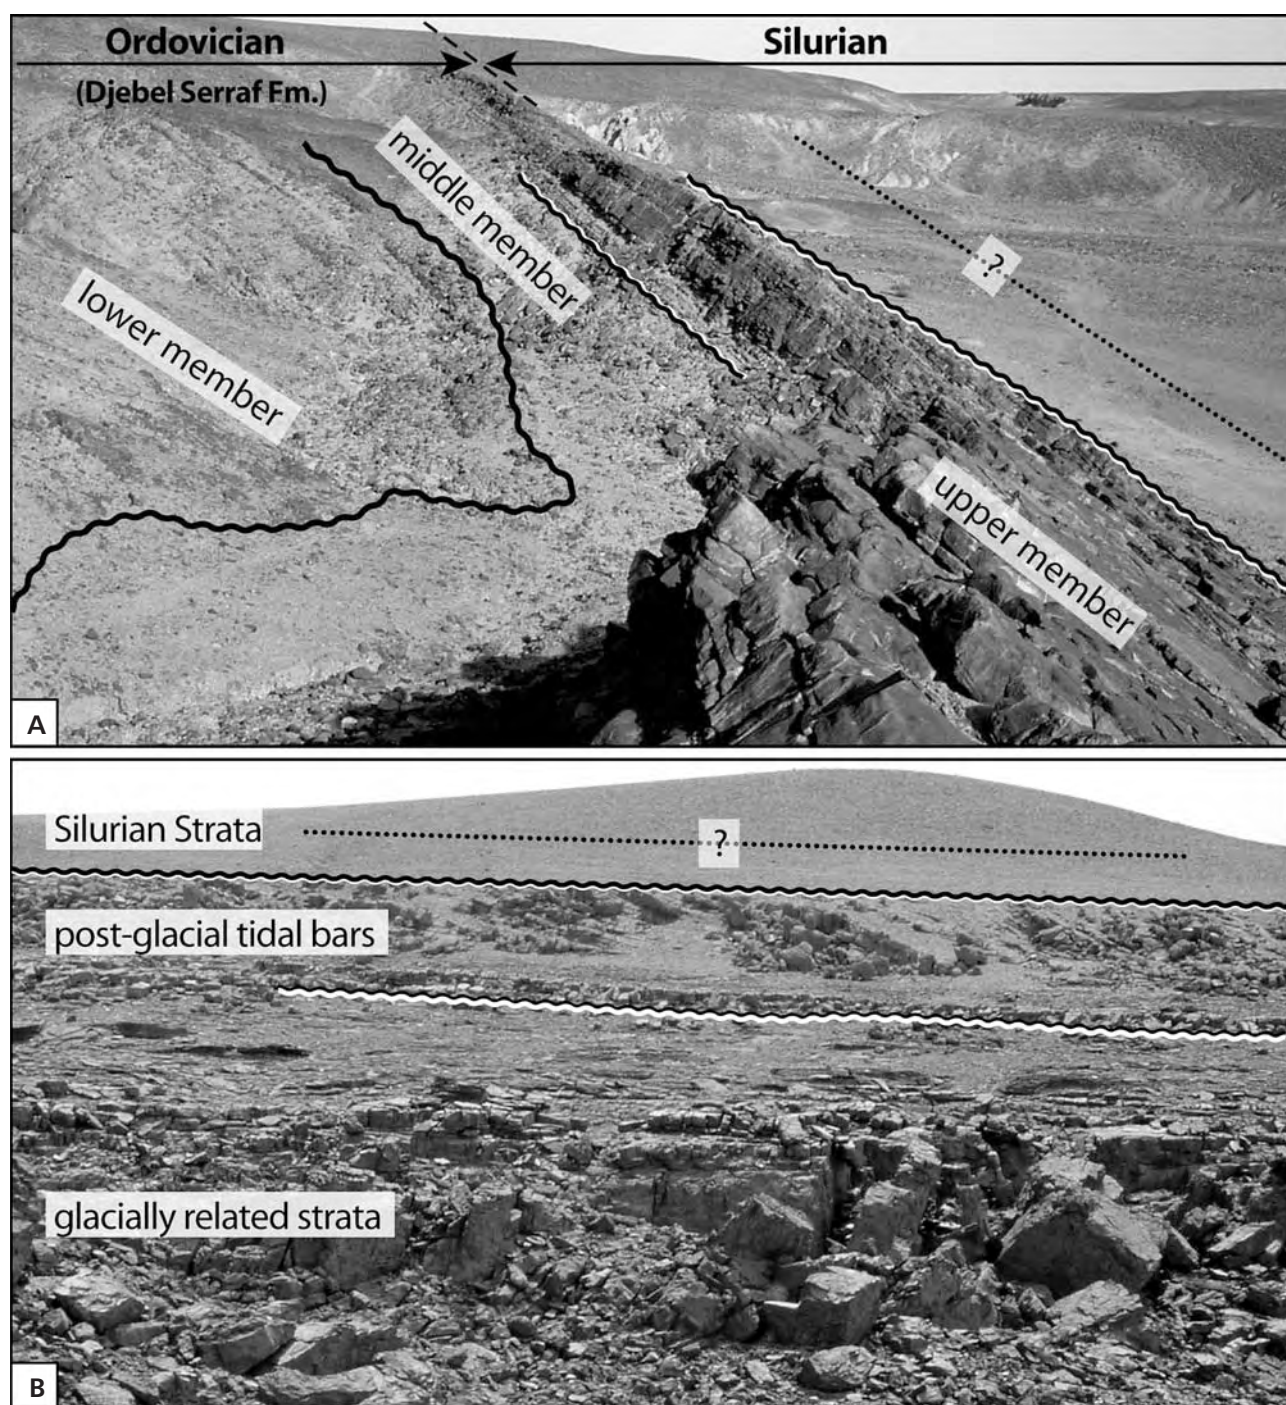 Ordovician
Silurian
(Djebel Serraf Fm.)
middle member
?
lower member
upper member
A
Silurian Strata
?
post-glacial tidal bars
glacially related strata
B